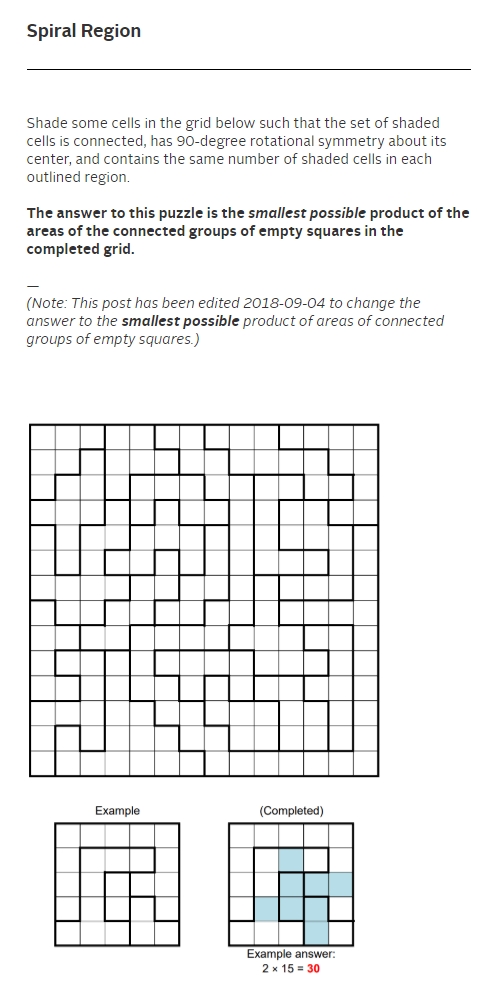 Spiral Region
Shade some cells in the grid below such that the set of shaded
cells is connected, has 90-degree rotational symmetry about its
center, and contains the same number of shaded cells in each
outlined region.
The answer to this puzzle is the smallest possible product of the
areas of the connected groups of empty squares in the
completed grid.
—
(Note: This post has been edited 2018-09-04 to change the
answer to the smallest possible product of areas of connected
groups of empty squares.)
Example
(Completed)
Example answer:
2 × 15 = 30